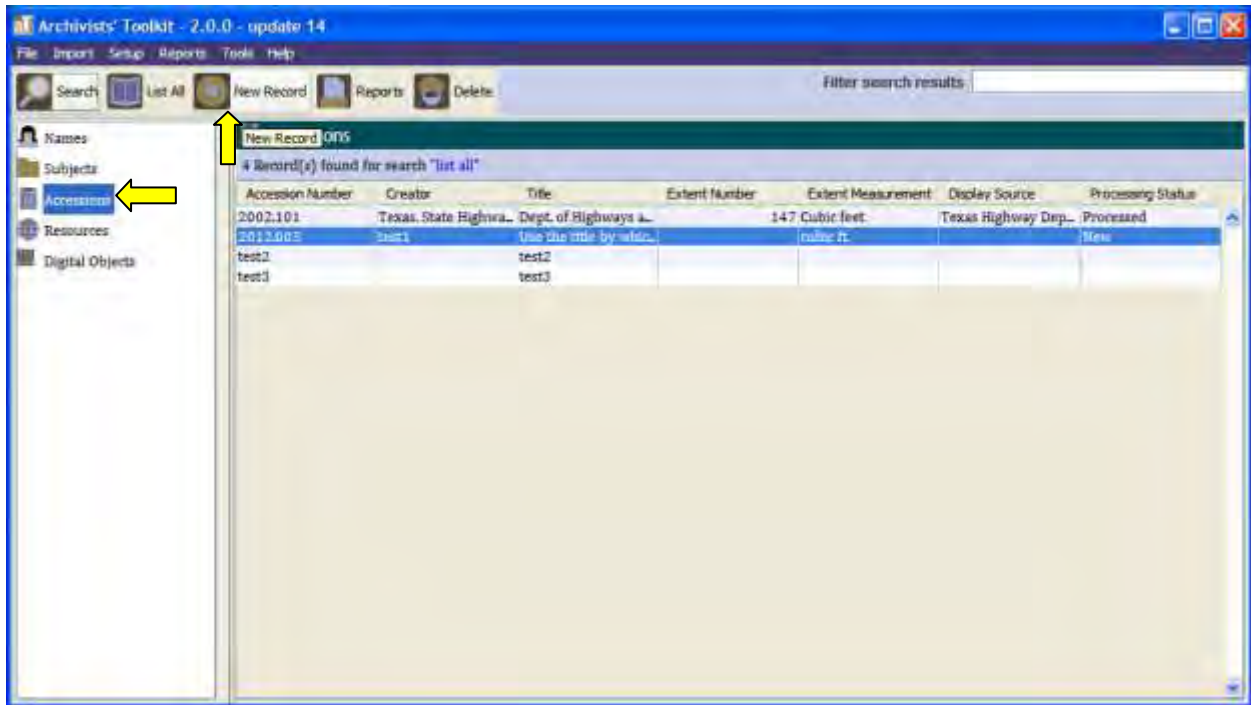 Archivists' Toolkit - 2.0.0 - update 14
File Import Setup Reports Tools Help
Search List All New Record Reports Delete Filter search results
Names
Subjects
Accessions
Resources
Digital Objects
New Record ons
4 Record(s) found for search "list all"
Accession Number Creator Title Extent Number Extent Measurement Display Source Processing Status
2002.101 Texas. State Highwa... Dept. of Highways a... 147 Cubic feet Texas Highway Dep... Processed
2012.003 test1 Use the title by whic... cubic ft. New
test2 test2
test3 test3